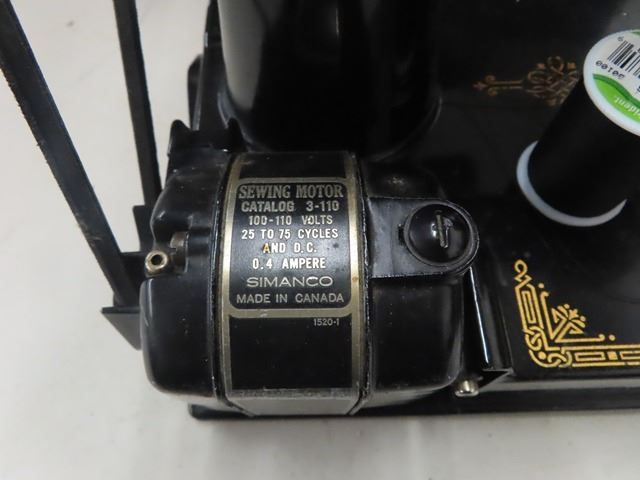 SEWING MOTOR
CATALOG 3-110
100-110 VOLTS
25 TO 75 CYCLES
AND D.C.
0.4 AMPERE
SIMANCO
MADE IN CANADA
1520-1
30100